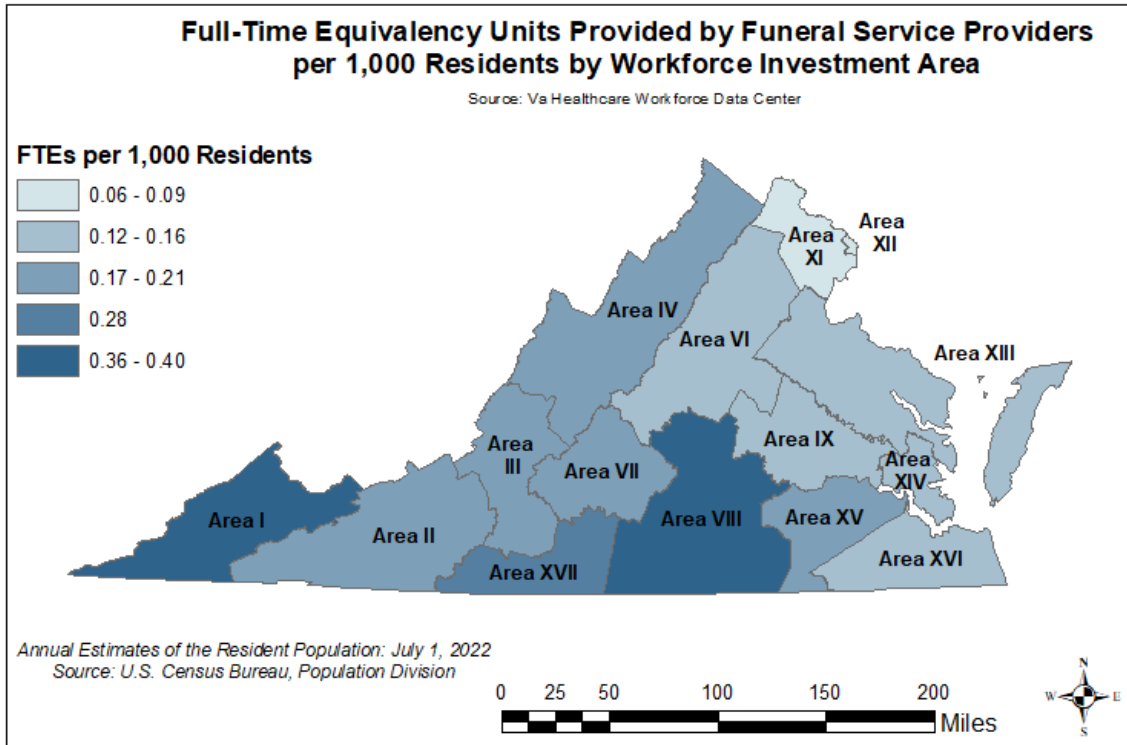 Full-Time Equivalency Units Provided by Funeral Service Providers
per 1,000 Residents by Workforce Investment Area
Source: Va Healthcare Workforce Data Center
FTEs per 1,000 Residents
0.06 - 0.09
0.12 - 0.16
0.17 - 0.21
0.28
0.36 - 0.40
Area
XI
Area
XII
Area IV
Area VI
Area XIII
Area
III
Area VII
Area IX
Area
XIV
Area I
Area II
Area VIII
Area XV
Area XVII
Area XVI
Annual Estimates of the Resident Population: July 1, 2022
Source: U.S. Census Bureau, Population Division
0 25 50 100 150 200
Miles
N
W E
S